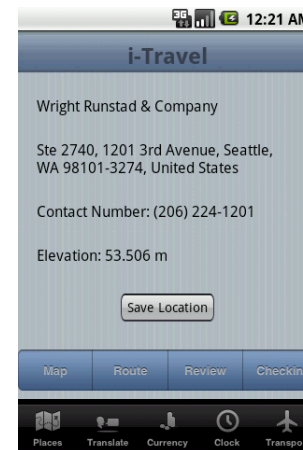 3G 12:21 AM
i-Travel
Wright Runstad & Company
Ste 2740, 1201 3rd Avenue, Seattle,
WA 98101-3274, United States
Contact Number: (206) 224-1201
Elevation: 53.506 m
Save Location
Map Route Review Checkin
Places Translate Currency Clock Transpo